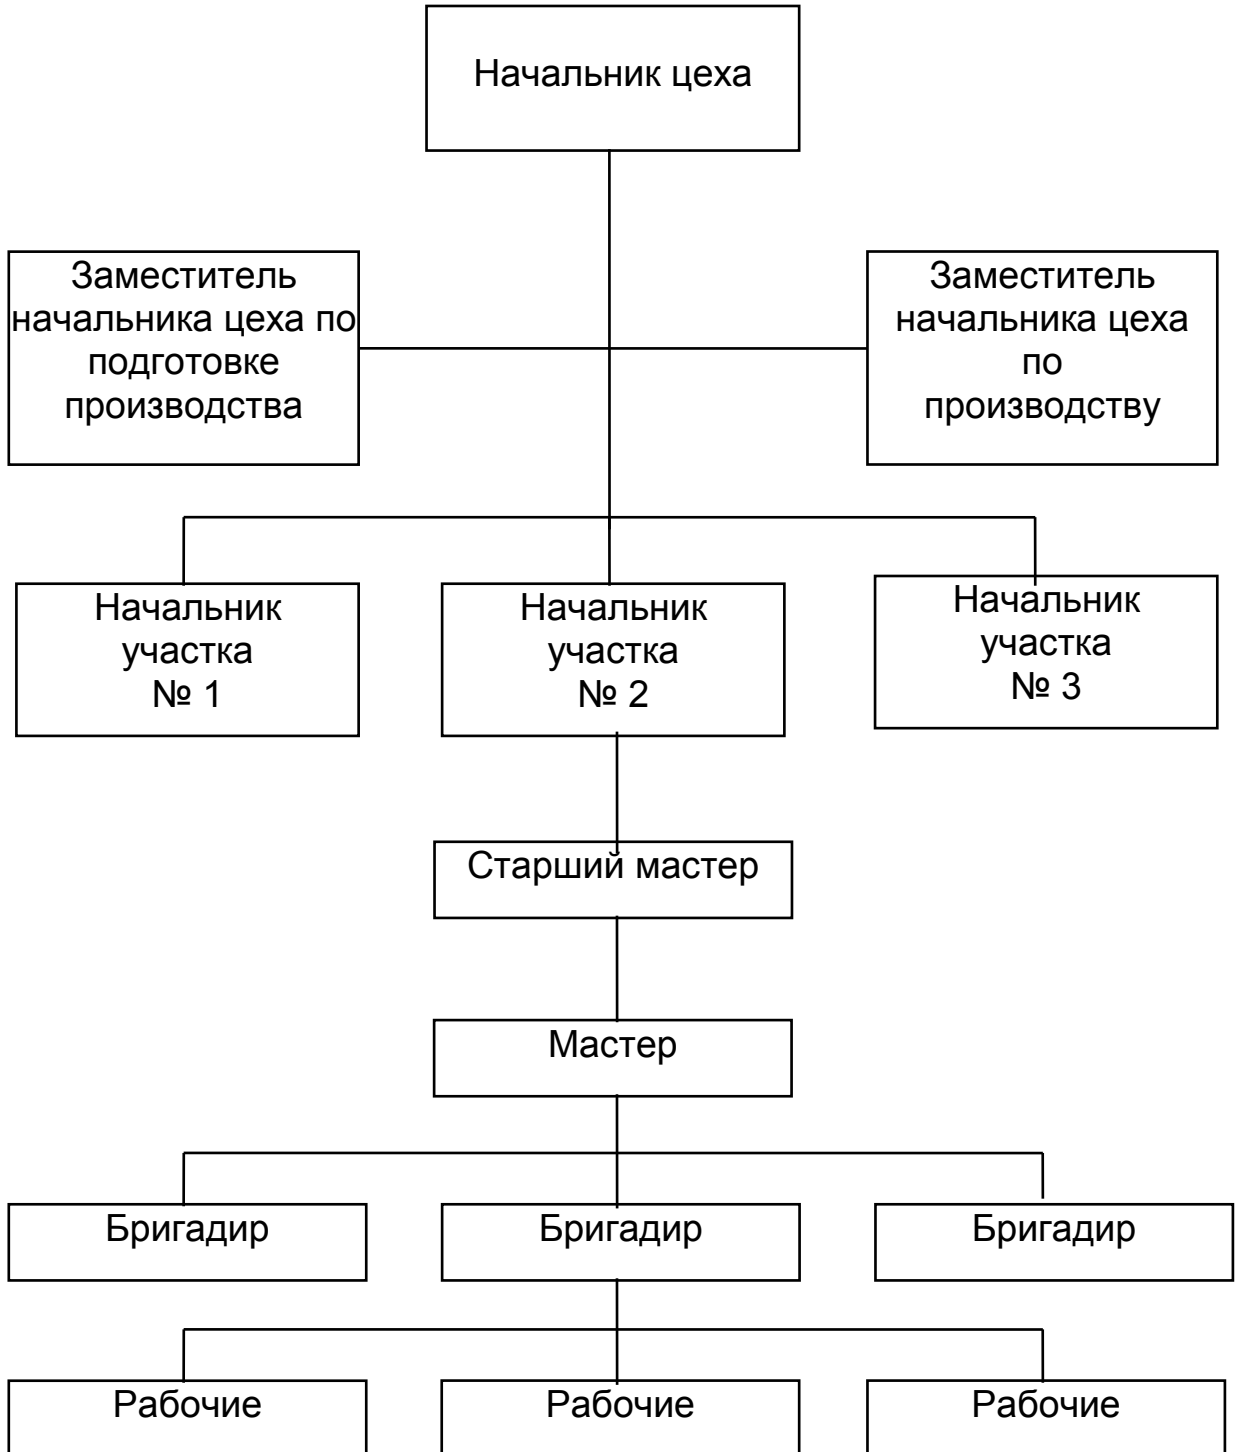 Начальник цеха
Заместитель
начальника цеха по
подготовке
производства
Заместитель
начальника цеха
по
производству
Начальник
участка
№ 1
Начальник
участка
№ 2
Начальник
участка
№ 3
Старший мастер
Мастер
Бригадир
Бригадир
Бригадир
Рабочие
Рабочие
Рабочие